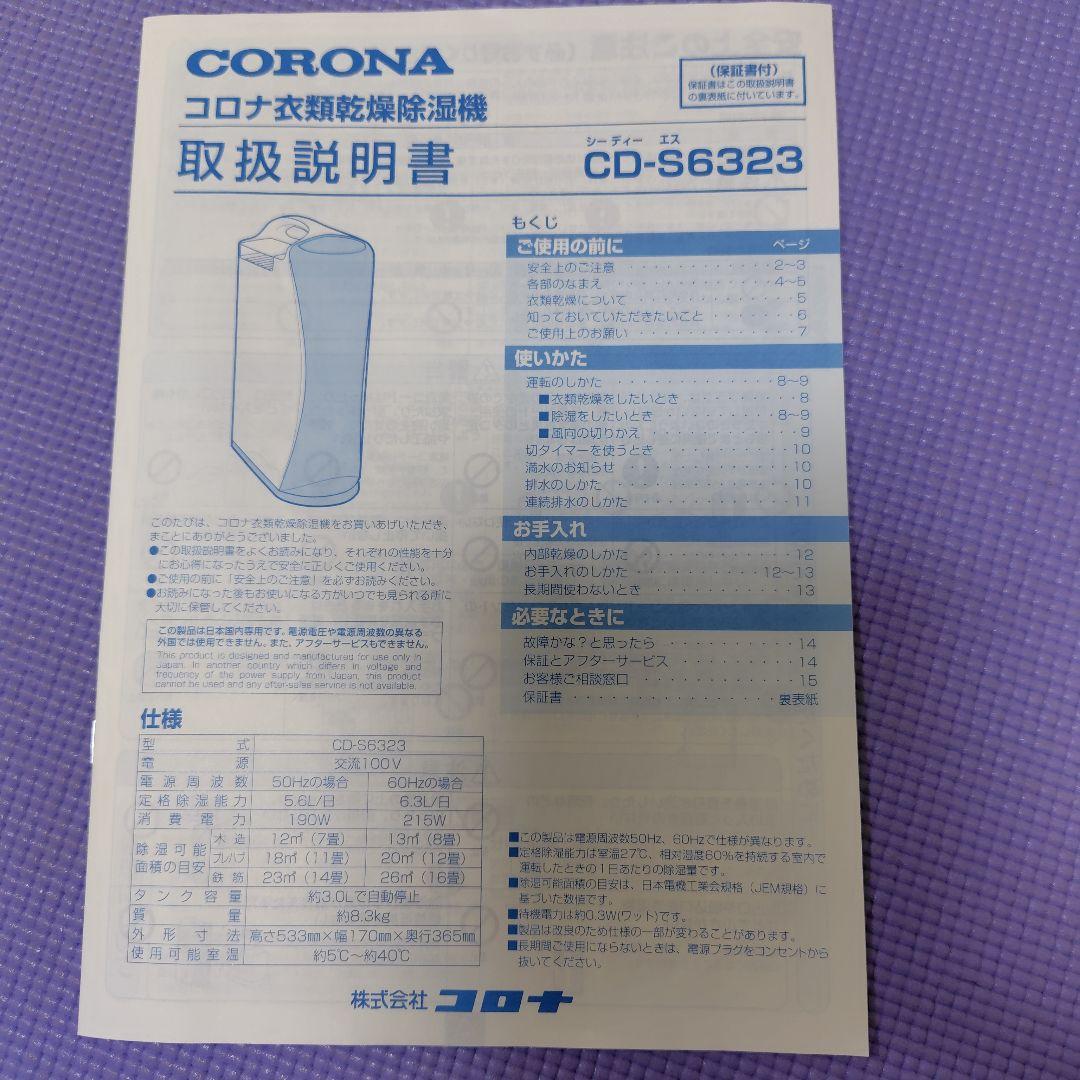 CORONA
コロナ衣類乾燥除湿機
取扱説明書
(保証書付)
保証書はこの取扱説明書
の裏表紙に付いています。
シーディー エス
CD-S6323
もくじ
ご使用の前に ページ
安全上のご注意 ・・・・・・・・・・・・ 2〜3
各部のなまえ ・・・・・・・・・・・・ 4〜5
衣類乾燥について ・・・・・・・・・・・・ 5
知っておいていただきたいこと ・・・・・・・ 6
ご使用上のお願い ・・・・・・・・・・・・ 7
使いかた
運転のしかた ・・・・・・・・・・・・ 8〜9
■衣類乾燥をしたいとき ・・・・・・・・・ 8
■除湿をしたいとき ・・・・・・・・・ 8〜9
■風向の切りかえ ・・・・・・・・・・・・ 9
切タイマーを使うとき ・・・・・・・・・・ 10
満水のお知らせ ・・・・・・・・・・・・ 10
排水のしかた ・・・・・・・・・・・・ 10
連続排水のしかた ・・・・・・・・・・・・ 11
お手入れ
内部乾燥のしかた ・・・・・・・・・・・・ 12
お手入れのしかた ・・・・・・・・・・ 12〜13
長期間使わないとき ・・・・・・・・・・・ 13
必要なときに
故障かな？と思ったら ・・・・・・・・・・ 14
保証とアフターサービス ・・・・・・・・・ 14
お客様ご相談窓口 ・・・・・・・・・・・・ 15
保証書 ・・・・・・・・・・・・・・・ 裏表紙
このたびは、コロナ衣類乾燥除湿機をお買いあげいただき、
まことにありがとうございました。
●この取扱説明書をよくお読みになり、それぞれの性能を十分
にお心得になったうえで安全に正しくご使用ください。
●ご使用の前に「安全上のご注意」を必ずお読みください。
●お読みになった後もお使いになる方がいつでも見られる所に
大切に保管してください。
この製品は日本国内専用です。電源電圧や電源周波数の異なる
外国では使用できません。また、アフターサービスもできません。
This product is designed and manufactured for use only in
Japan. In another country which differs in voltage and
frequency of the power supply from Japan, this product
cannot be used and any after-sales service is not available.
仕様
型式 CD-S6323
電源 交流100V
電源周波数 50Hzの場合 60Hzの場合
定格除湿能力 5.6L/日 6.3L/日
消費電力 190W 215W
除湿可能面積の目安 木造 12㎡（7畳） 13㎡（8畳）
プレハブ 18㎡（11畳） 20㎡（12畳）
鉄筋 23㎡（14畳） 26㎡（16畳）
タンク容量 約3.0Lで自動停止
質量 約8.3kg
外形寸法 高さ533mm×幅170mm×奥行365mm
使用可能室温 約5℃〜約40℃
■この製品は電源周波数50Hz、60Hzで仕様が異なります。
■定格除湿能力は室温27℃、相対湿度60%を持続する室内で
運転したときの1日あたりの除湿量です。
■除湿可能面積の目安は、日本電機工業会規格（JEM規格）に
基づいた数値です。
■待機電力は約0.3W(ワット)です。
■製品は改良のため仕様の一部が変わることがあります。
■長期間ご使用にならないときは、電源プラグをコンセントから
抜いてください。
株式会社 コロナ